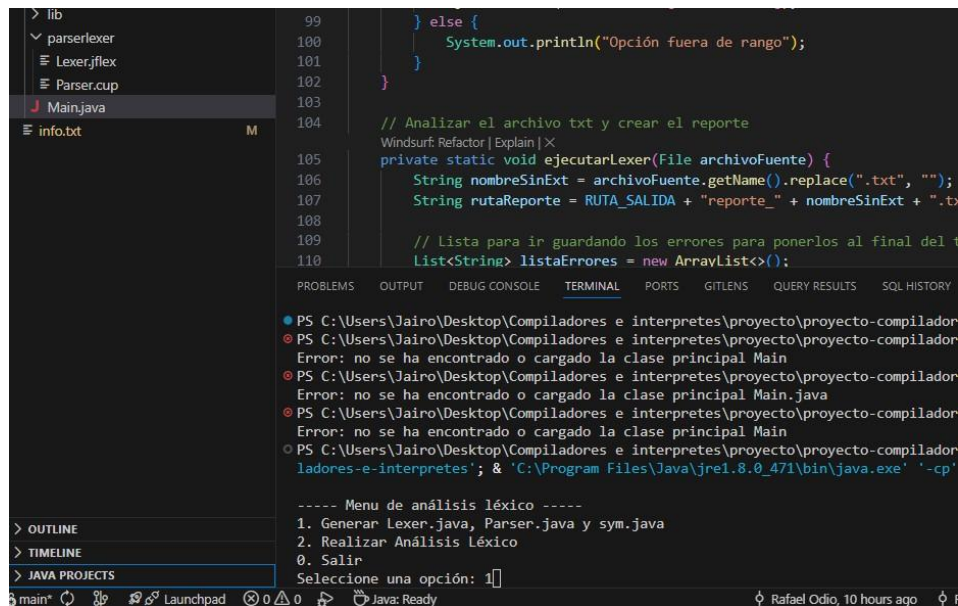 lib
parserlexer
Lexer.jflex
Parser.cup
J Main.java
info.txt M
OUTLINE
TIMELINE
JAVA PROJECTS
99
} else {
100 System.out.println("Opción fuera de rango");
101 }
102 }
103
104 // Analizar el archivo txt y crear el reporte
Windsurf: Refactor | Explain | ×
105 private static void ejecutarLexer(File archivoFuente) {
106 String nombreSinExt = archivoFuente.getName().replace(".txt", "");
107 String rutaReporte = RUTA_SALIDA + "reporte_" + nombreSinExt + ".tx
108
109 // Lista para ir guardando los errores para ponerlos al final del t
110 List<String> listaErrores = new ArrayList<>();
PROBLEMS OUTPUT DEBUG CONSOLE TERMINAL PORTS GITLENS QUERY RESULTS SQL HISTORY
PS C:\Users\Jairo\Desktop\Compiladores e interpretes\proyecto\proyecto-compilador
PS C:\Users\Jairo\Desktop\Compiladores e interpretes\proyecto\proyecto-compilador
Error: no se ha encontrado o cargado la clase principal Main
PS C:\Users\Jairo\Desktop\Compiladores e interpretes\proyecto\proyecto-compilador
Error: no se ha encontrado o cargado la clase principal Main.java
PS C:\Users\Jairo\Desktop\Compiladores e interpretes\proyecto\proyecto-compilador
Error: no se ha encontrado o cargado la clase principal Main
PS C:\Users\Jairo\Desktop\Compiladores e interpretes\proyecto\proyecto-compilador
ladores-e-interpretes'; & 'C:\Program Files\Java\jre1.8.0_471\bin\java.exe' '-cp'
----- Menu de análisis léxico -----
1. Generar Lexer.java, Parser.java y sym.java
2. Realizar Análisis Léxico
0. Salir
Seleccione una opción: 1
main* Launchpad 0 0 Java: Ready Rafael Odio, 10 hours ago